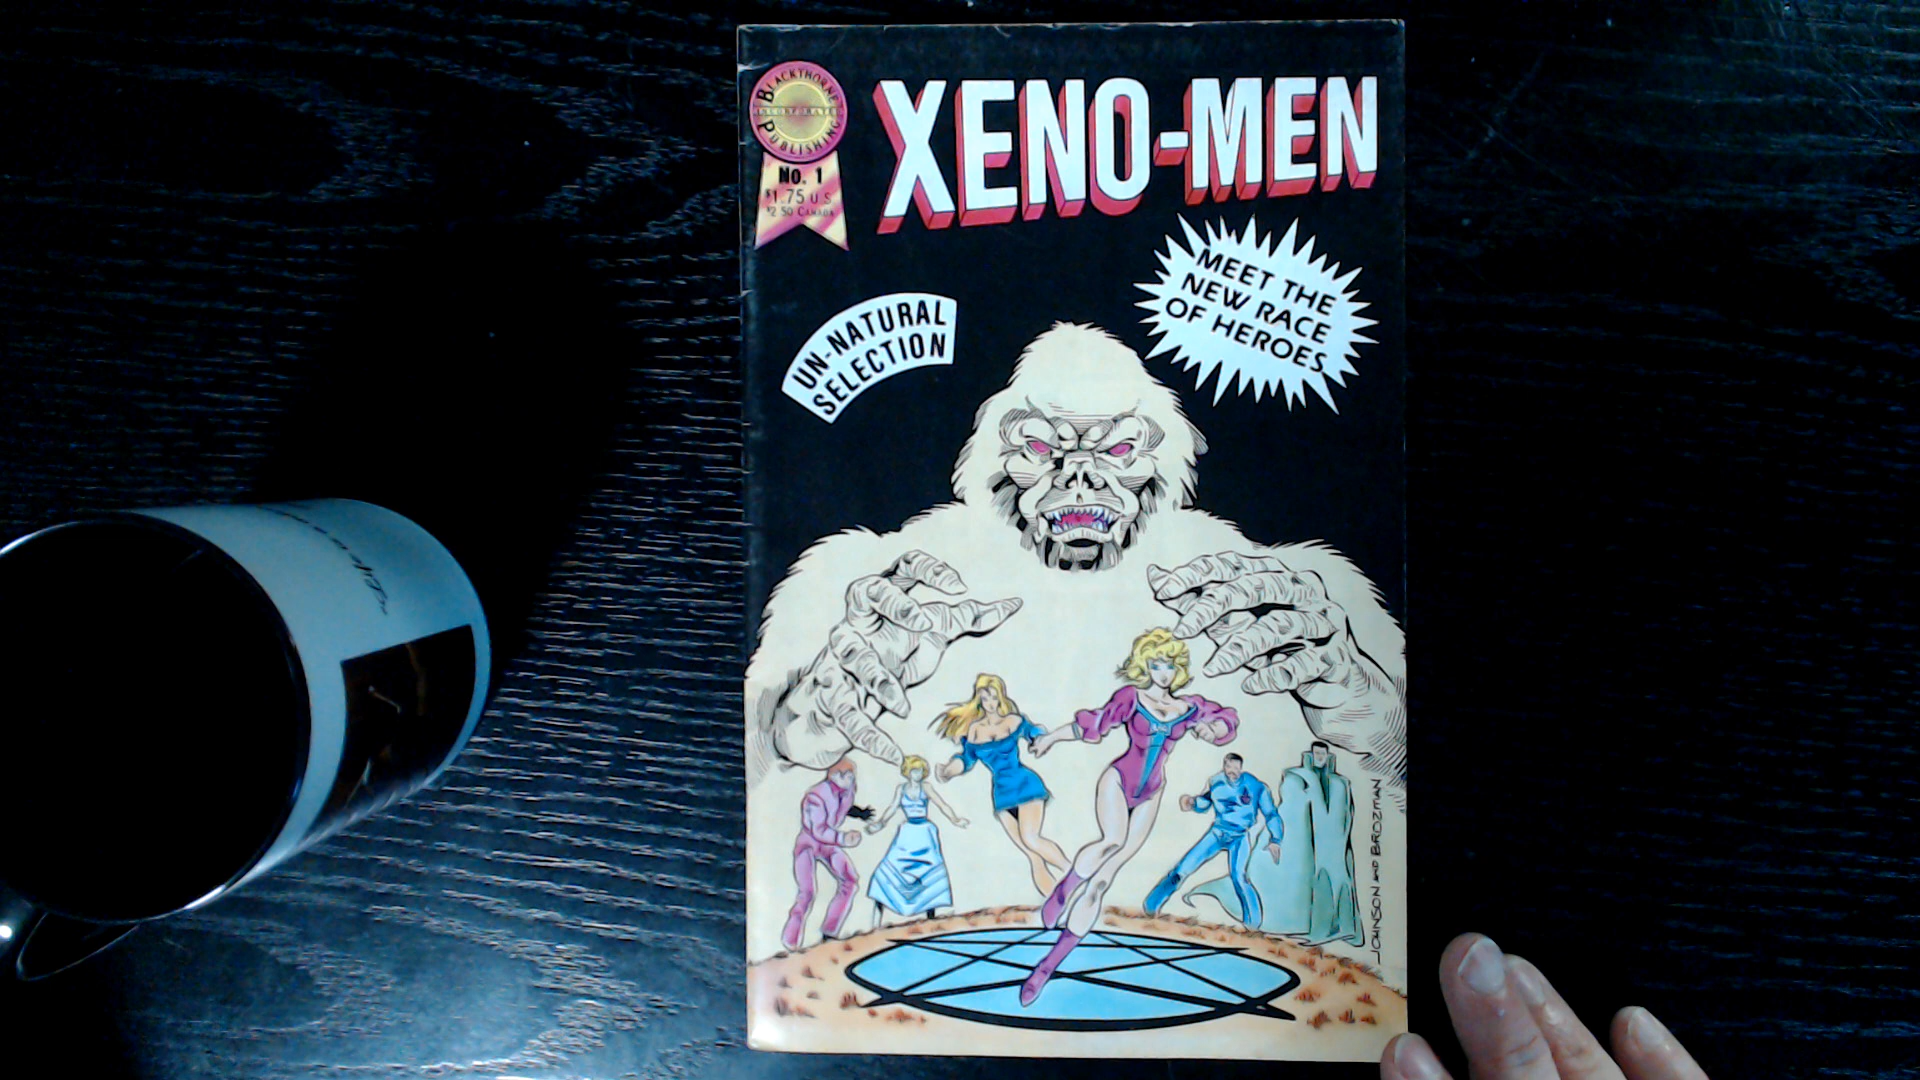 BLACKTHORNE
INCORPORATED
PUBLISHING
NO. 1
$1.75 U.S.
$2.50 CANADA
XENO-MEN
MEET THE
NEW RACE
OF HEROES
UN-NATURAL
SELECTION
JOHNSON AND BROZMAN